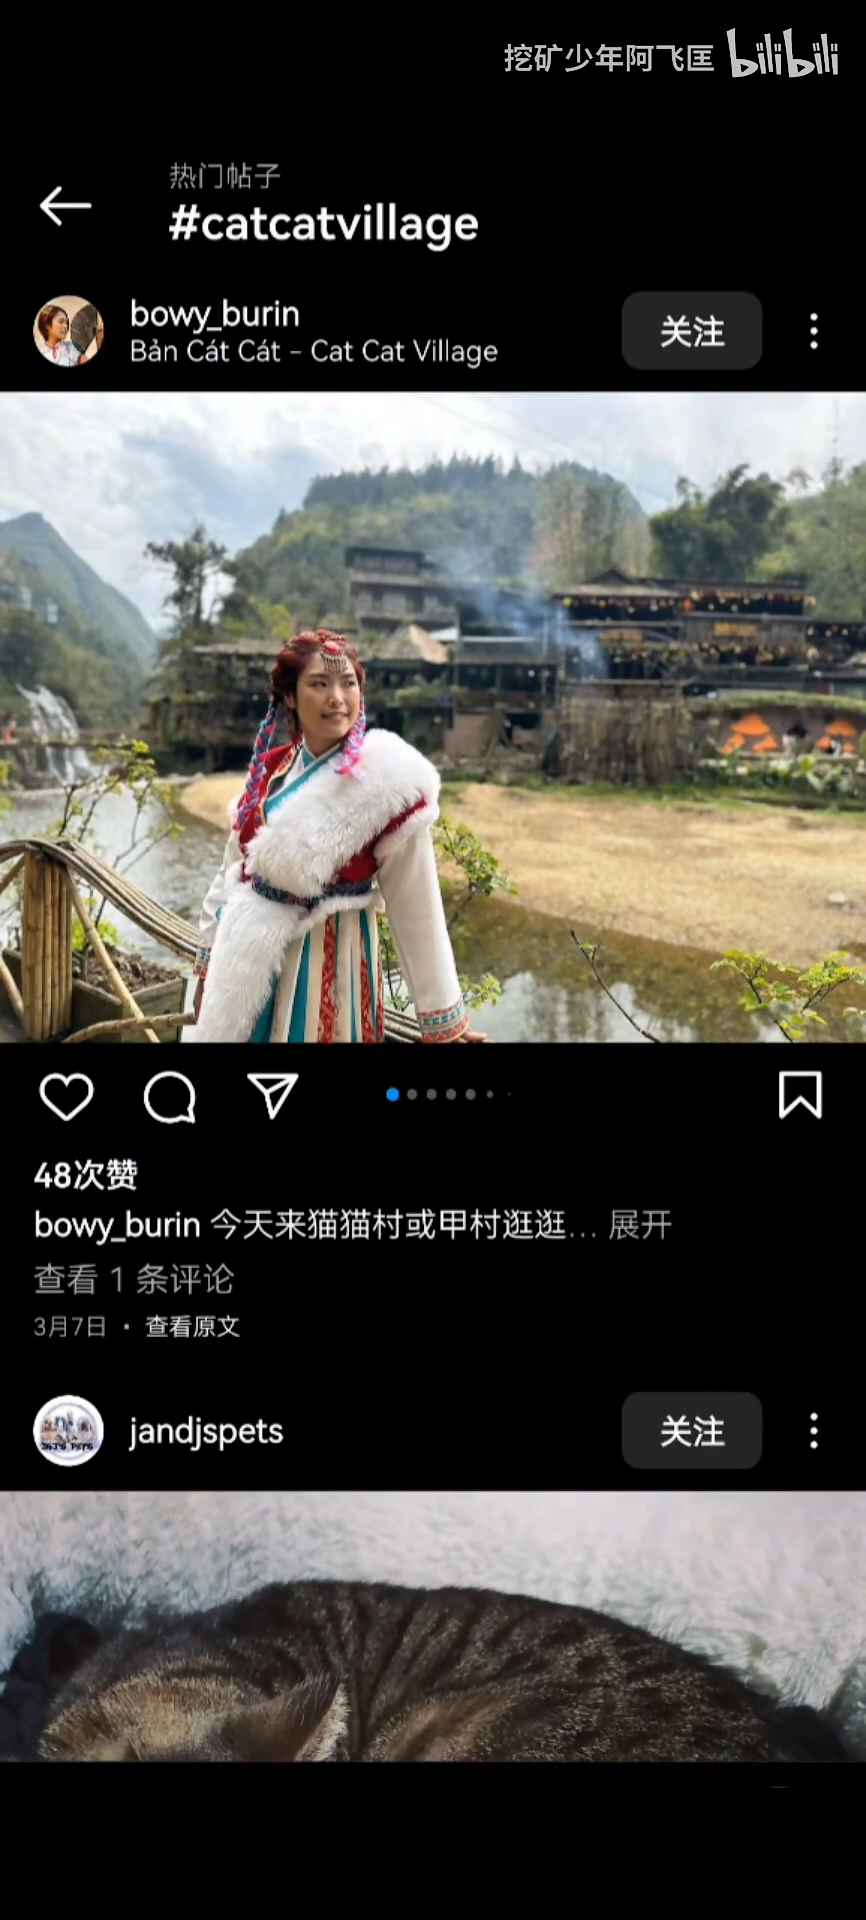 挖矿少年阿飞匡 bilibili
热门帖子
#catcatvillage
bowy_burin
Bản Cát Cát - Cat Cat Village
关注
48次赞
bowy_burin 今天来猫猫村或甲村逛逛... 展开
查看 1 条评论
3月7日 · 查看原文
jandjspets
关注